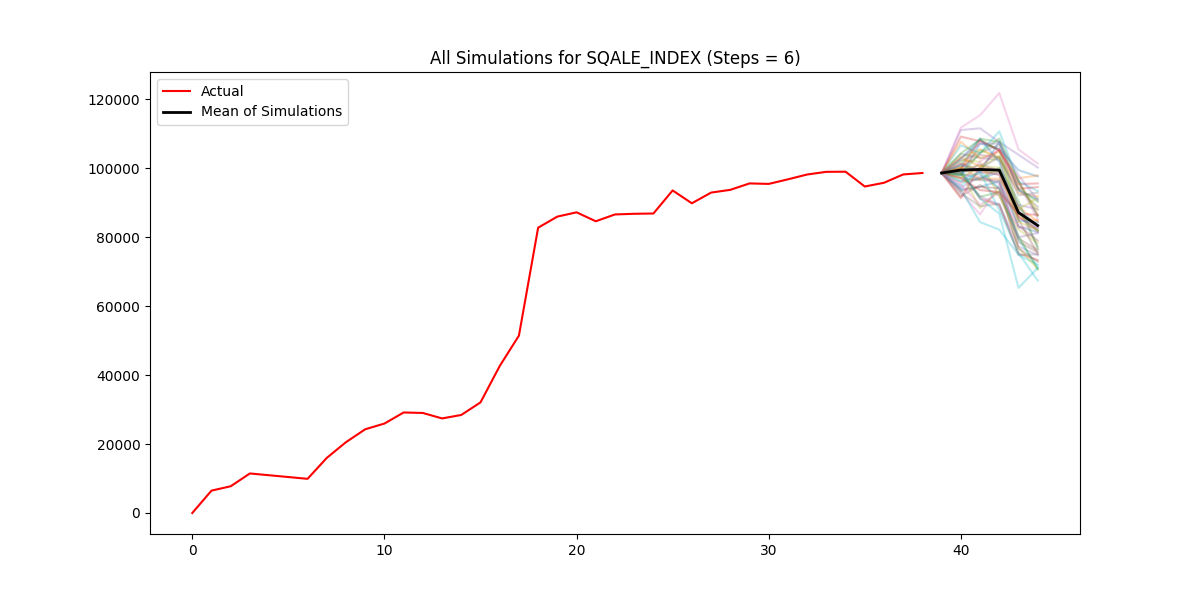 All Simulations for SQALE_INDEX (Steps = 6)
Actual
Mean of Simulations
120000
100000
80000
60000
40000
20000
0
0 10 20 30 40